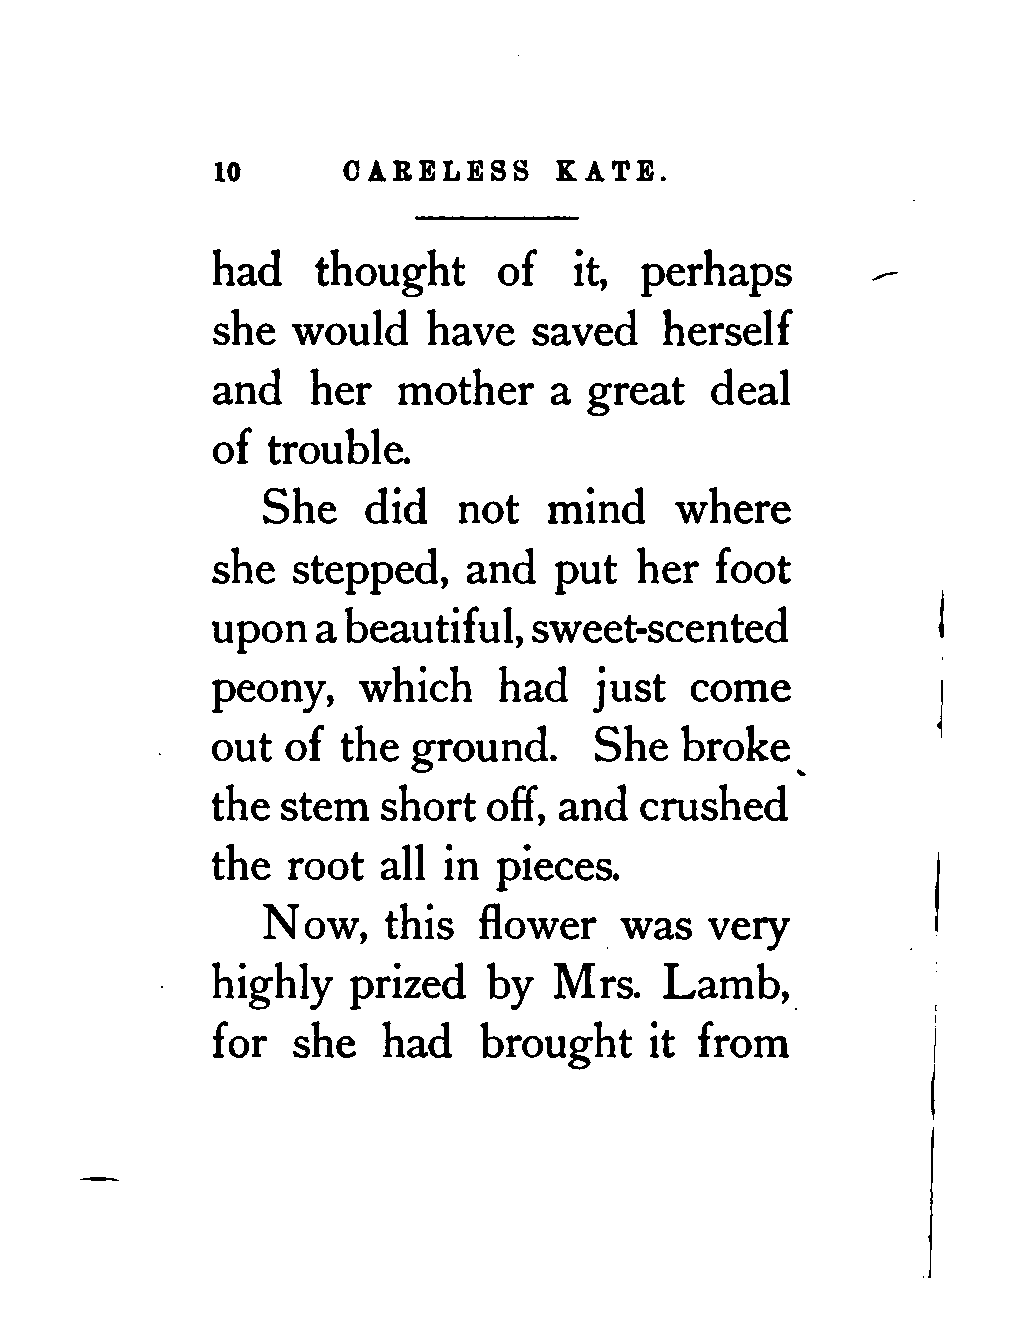 10 CARELESS KATE.
had thought of it, perhaps
she would have saved herself
and her mother a great deal
of trouble.
She did not mind where
she stepped, and put her foot
upon a beautiful, sweet-scented
peony, which had just come
out of the ground. She broke
the stem short off, and crushed
the root all in pieces.
Now, this flower was very
highly prized by Mrs. Lamb,
for she had brought it from